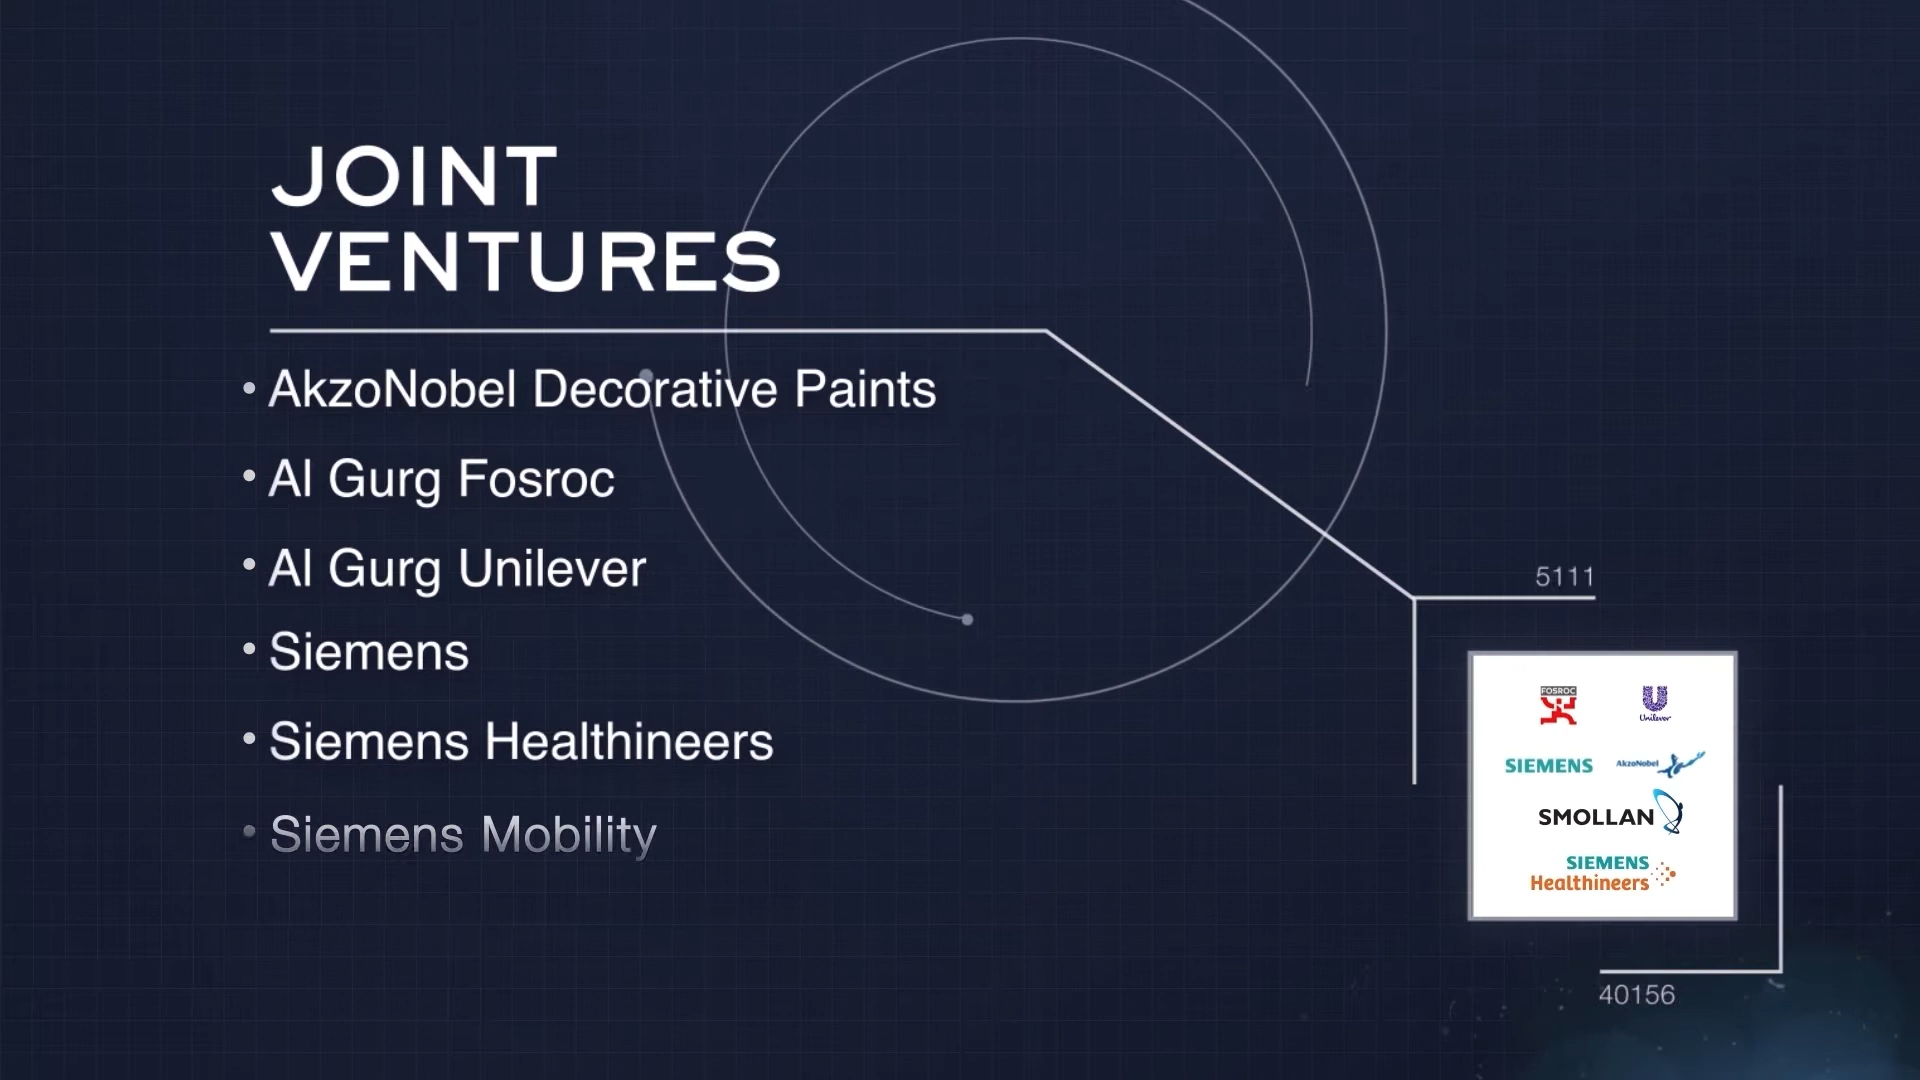 JOINT
VENTURES
• AkzoNobel Decorative Paints
• Al Gurg Fosroc
• Al Gurg Unilever
• Siemens
• Siemens Healthineers
• Siemens Mobility
5111
FOSROC
Unilever
SIEMENS
AkzoNobel
SMOLLAN
SIEMENS
Healthineers
40156